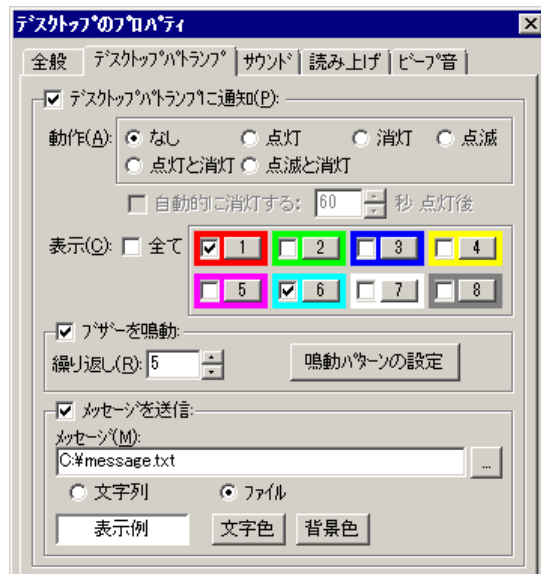 ﾃﾞｽｸﾄｯﾌﾟのﾌﾟﾛﾊﾟﾃｨ
全般 ﾃﾞｽｸﾄｯﾌﾟﾊﾟﾄﾗﾝﾌﾟ ｻｳﾝﾄﾞ 読み上げ ﾋﾞｰﾌﾟ音
ﾃﾞｽｸﾄｯﾌﾟﾊﾟﾄﾗﾝﾌﾟに通知(P):
動作(A): なし 点灯 消灯 点滅
点灯と消灯 点滅と消灯
自動的に消灯する: 60 秒 点灯後
表示(C): 全て 1 2 3 4
5 6 7 8
ﾌﾞｻﾞｰを鳴動:
繰り返し(R): 5 鳴動ﾊﾟﾀｰﾝの設定
ﾒｯｾｰｼﾞを送信:
ﾒｯｾｰｼﾞ(M):
C:¥message.txt ...
文字列 ﾌｧｲﾙ
表示例 文字色 背景色